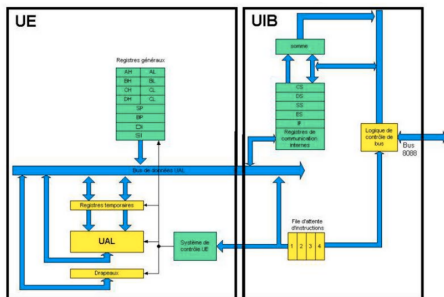 UE
UIB
Registres généraux
AH AL
BH BL
CH CL
DH CL
SP
BP
DI
SI
somme
CS
DS
SS
ES
IP
Registres de
communication
internes
Logique
de contrôle
de bus
Bus
8088
Bus de données UAL
Registres temporaires
UAL
Drapeaux
Système de
contrôle UE
File d'attente
d'instructions
1 2 3 4